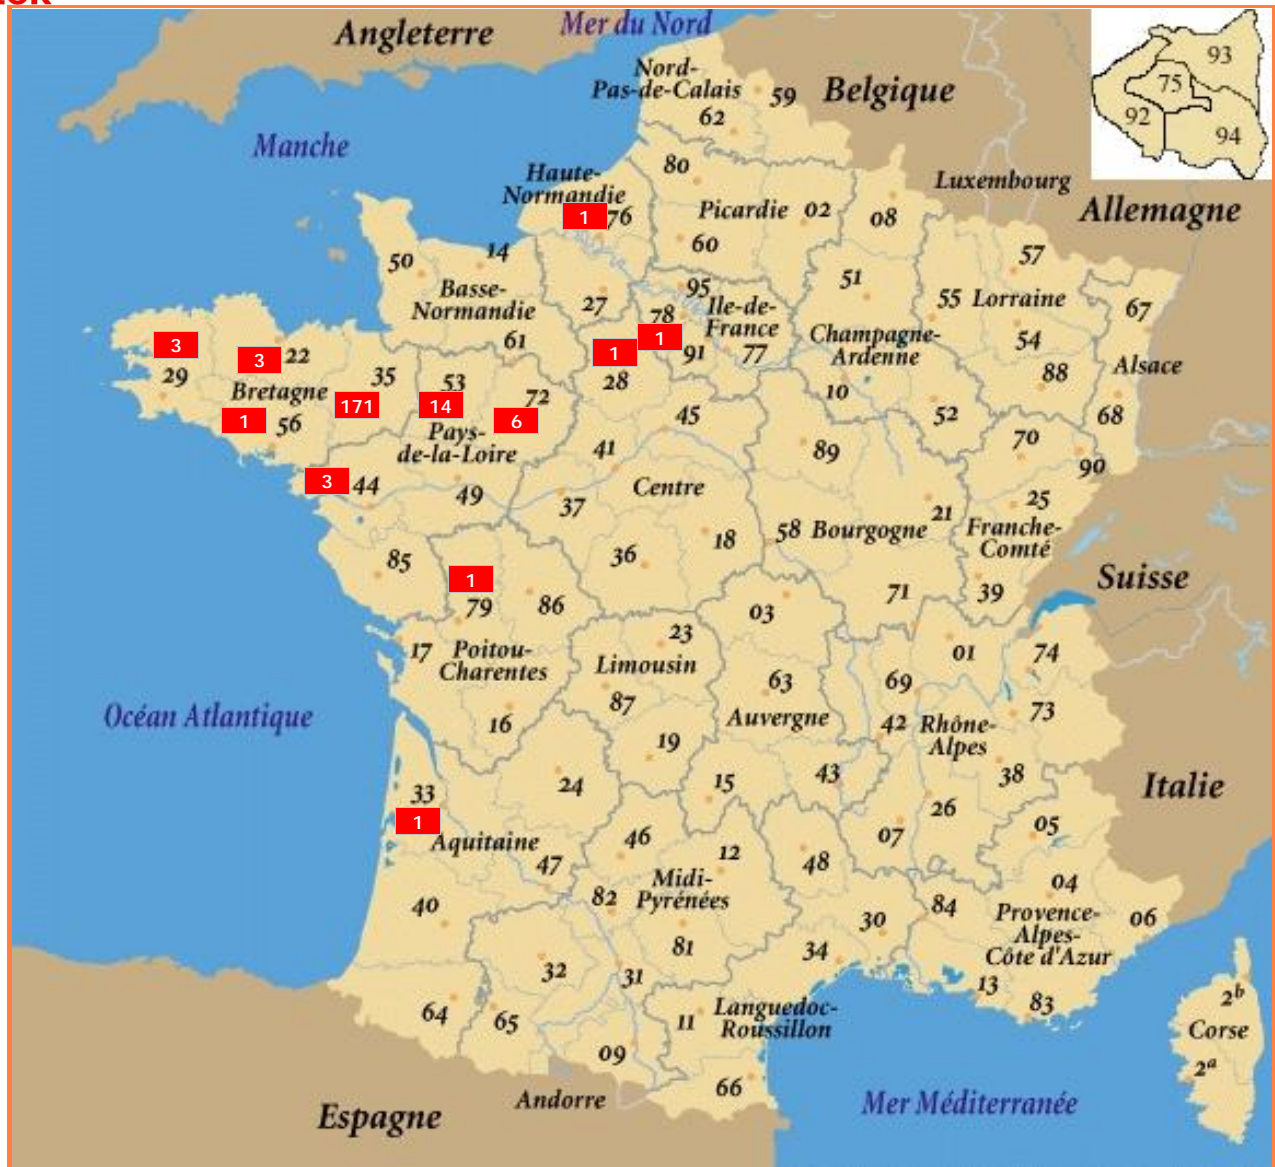 Angleterre
Mer du Nord
Nord-
Pas-de-Calais
59
Belgique
62
93
75
92
94
Manche
Haute-
Normandie
80
Luxembourg
Allemagne
1
76
Picardie
02
08
60
57
50
14
51
Basse-
Normandie
27
95
78
Ile-de-
France
55
Lorraine
67
1
1
61
91
77
Champagne-
Ardenne
54
Alsace
3
3
22
29
Bretagne
35
53
72
28
10
88
68
171
14
6
1
56
Pays-
de-la-Loire
45
52
70
41
89
90
3
44
49
37
Centre
25
58
Bourgogne
21
Franche-
Comté
18
36
85
1
79
86
71
39
Suisse
03
17
Poitou-
Charentes
23
Limousin
01
74
63
69
87
Auvergne
73
Océan Atlantique
16
42
Rhône-
Alpes
19
43
38
Italie
24
15
33
1
26
07
05
Aquitaine
46
12
48
47
Midi-
Pyrénées
04
82
40
84
Provence-
Alpes-
Côte d'Azur
06
30
81
34
32
31
13
83
2b
64
65
11
Languedoc-
Roussillon
Corse
09
2a
66
Andorre
Espagne
Mer Méditerranée